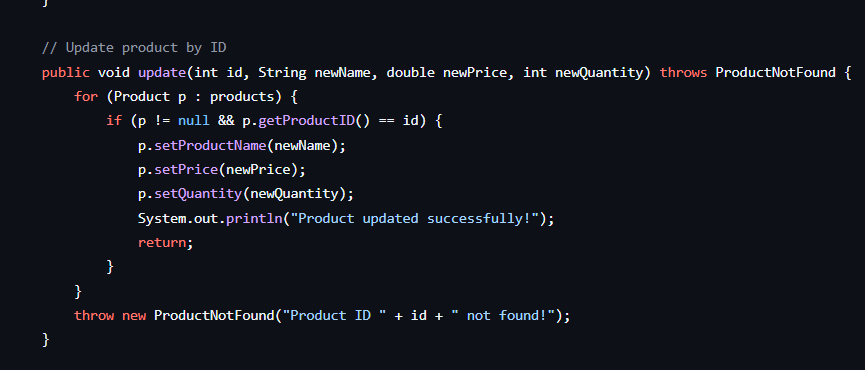 }
// Update product by ID
public void update(int id, String newName, double newPrice, int newQuantity) throws ProductNotFound {
    for (Product p : products) {
        if (p != null && p.getProductID() == id) {
            p.setProductName(newName);
            p.setPrice(newPrice);
            p.setQuantity(newQuantity);
            System.out.println("Product updated successfully!");
            return;
        }
    }
    throw new ProductNotFound("Product ID " + id + " not found!");
}